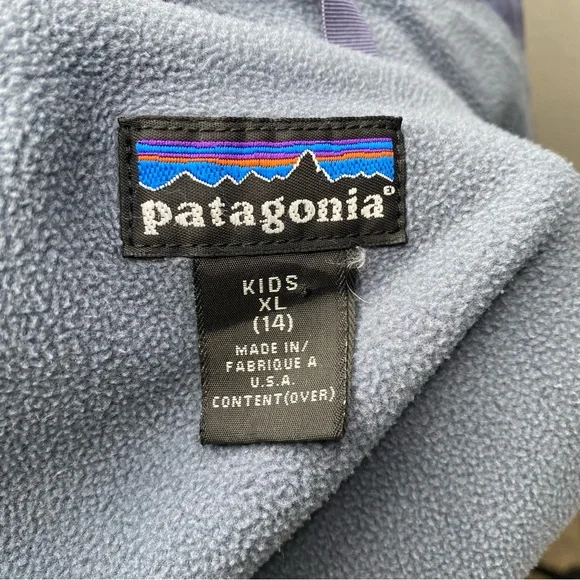 patagonia®
KIDS
XL
(14)
MADE IN/
FABRIQUE A
U.S.A.
CONTENT(OVER)